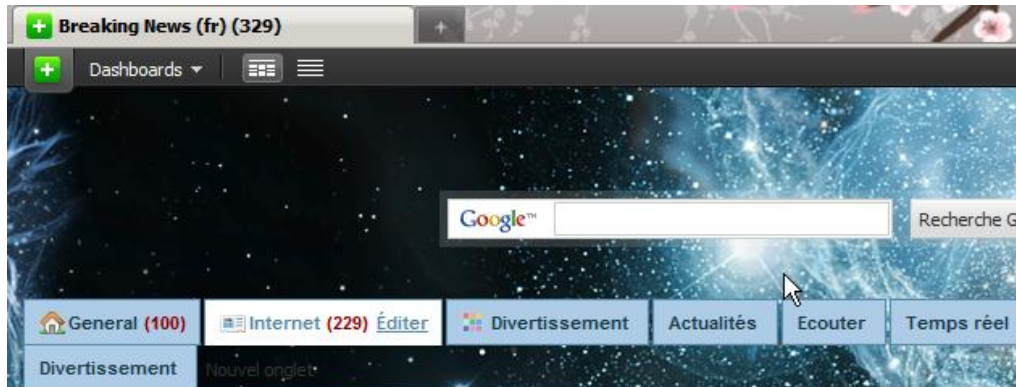 Breaking News (fr) (329)
Dashboards
Google™
Recherche G
General (100) Internet (229) Éditer Divertissement Actualités Ecouter Temps réel
Divertissement Nouvel onglet